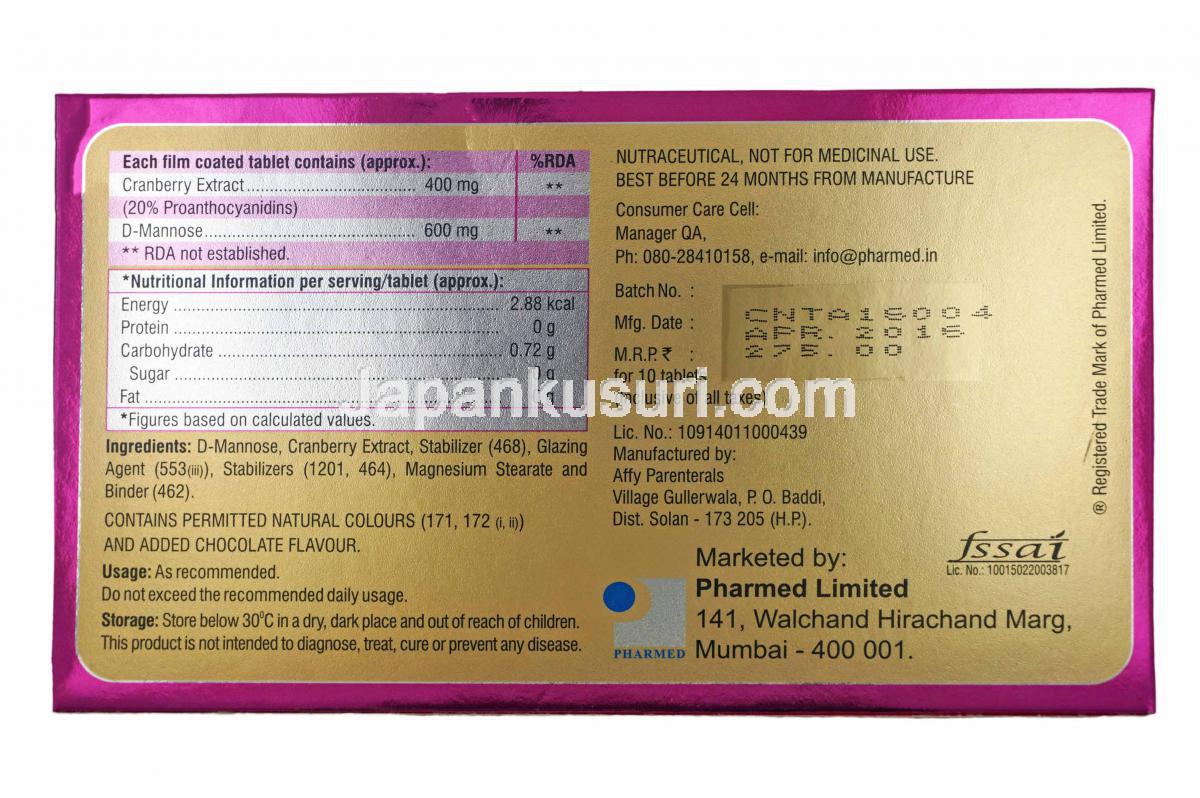 Each film coated tablet contains (approx.): %RDA
Cranberry Extract ................................ 400 mg **
(20% Proanthocyanidins)
D-Mannose ........................................ 600 mg **
** RDA not established.
*Nutritional Information per serving/tablet (approx.):
Energy ................................ 2.88 kcal
Protein ................................ 0 g
Carbohydrate ................................ 0.72 g
Sugar ................................ g
Fat ................................
*Figures based on calculated values.
Ingredients: D-Mannose, Cranberry Extract, Stabilizer (468), Glazing
Agent (553(iii)), Stabilizers (1201, 464), Magnesium Stearate and
Binder (462).
CONTAINS PERMITTED NATURAL COLOURS (171, 172 (i, ii))
AND ADDED CHOCOLATE FLAVOUR.
Usage: As recommended.
Do not exceed the recommended daily usage.
Storage: Store below 30°C in a dry, dark place and out of reach of children.
This product is not intended to diagnose, treat, cure or prevent any disease.
NUTRACEUTICAL, NOT FOR MEDICINAL USE.
BEST BEFORE 24 MONTHS FROM MANUFACTURE
Consumer Care Cell:
Manager QA,
Ph: 080-28410158, e-mail: info@pharmed.in
Batch No. : CNTA15004
Mfg. Date : APR. 2016
M.R.P. ₹ : 275.00
for 10 tablets
(inclusive of all taxes)
Japankusuri.com
Lic. No.: 10914011000439
Manufactured by:
Affy Parenterals
Village Gullerwala, P. O. Baddi,
Dist. Solan - 173 205 (H.P.).
fssai
Lic. No.: 10015022003817
PHARMED
Marketed by:
Pharmed Limited
141, Walchand Hirachand Marg,
Mumbai - 400 001.
® Registered Trade Mark of Pharmed Limited.